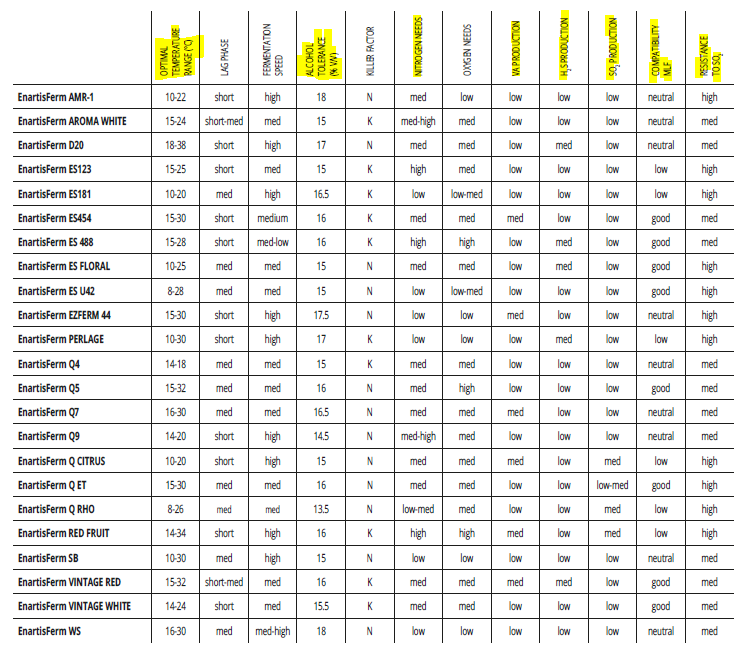 OPTIMAL TEMPERATURE RANGE (°C) LAG PHASE FERMENTATION SPEED ALCOHOL TOLERANCE (% V/V) KILLER FACTOR NITROGEN NEEDS OXYGEN NEEDS VA PRODUCTION H₂S PRODUCTION SO₂ PRODUCTION COMPATIBILITY MLF RESISTANCE TO SO₂
EnartisFerm AMR-1 10-22 short high 18 N med low low low low neutral high
EnartisFerm AROMA WHITE 15-24 short-med med 15 K med-high med low low low neutral med
EnartisFerm D20 18-38 short high 17 N med med low med low neutral med
EnartisFerm ES123 15-25 short med 15 K high med low low low low high
EnartisFerm ES181 10-20 med high 16.5 K low low-med low low low low high
EnartisFerm ES454 15-30 short medium 16 K med med med low low good med
EnartisFerm ES 488 15-28 short med-low 16 K high high low med low good med
EnartisFerm ES FLORAL 10-25 med med 15 N med med low med low good high
EnartisFerm ES U42 8-28 med med 15 N low low-med low low low good high
EnartisFerm EZFERM 44 15-30 short high 17.5 N low low med low low neutral high
EnartisFerm PERLAGE 10-30 short high 17 K low low low med low low high
EnartisFerm Q4 14-18 med med 15 K med med low low low neutral med
EnartisFerm Q5 15-32 med med 16 N med high low low low good med
EnartisFerm Q7 16-30 med med 16.5 N med med med low low neutral med
EnartisFerm Q9 14-20 short high 14.5 N med-high med low low low neutral med
EnartisFerm Q CITRUS 10-20 short high 15 N med med med low med low high
EnartisFerm Q ET 15-30 med med 16 N med med low low low-med good high
EnartisFerm Q RHO 8-26 med med 13.5 N low-med med low low med low high
EnartisFerm RED FRUIT 14-34 short high 16 K high high med low med low high
EnartisFerm SB 10-30 med high 15 N low low low low low neutral med
EnartisFerm VINTAGE RED 15-32 short-med med 16 K med med med med low good med
EnartisFerm VINTAGE WHITE 14-24 short med 15.5 K med med low low low good med
EnartisFerm WS 16-30 med med-high 18 N low low low low low neutral med